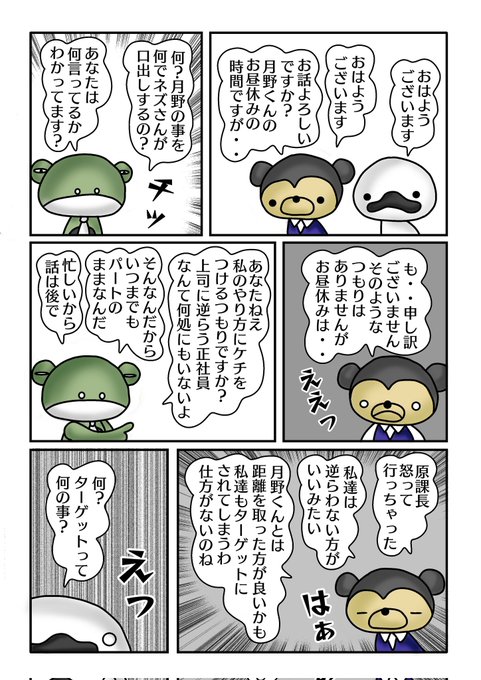 おはよう
ございます
おはよう
ございます
お話よろしい
ですか？
月野くんの
お昼休みの
時間ですが・・
何？月野の事を
何でネズさんが
口出しするの？
チッ
あなたは
何言ってるか
わかってます？
も・・申し訳
ございません
そのような
つもりは
ありませんが
お昼休みは・・
ええっ
あなたねえ
私のやり方にケチを
つけるつもりですか？
上司に逆らう正社員
なんて何処にもいないよ
そんなんだから
いつまでも
パートの
ままなんだ
忙しいから
話は後で
原課長
怒って
行っちゃった
私達は
逆らわない方が
いいみたい
月野くんとは
距離を取った方が良いかも
私達もターゲットに
されてしまうわ
仕方がないのね
はぁ
何？
ターゲットって
何の事？
えっ